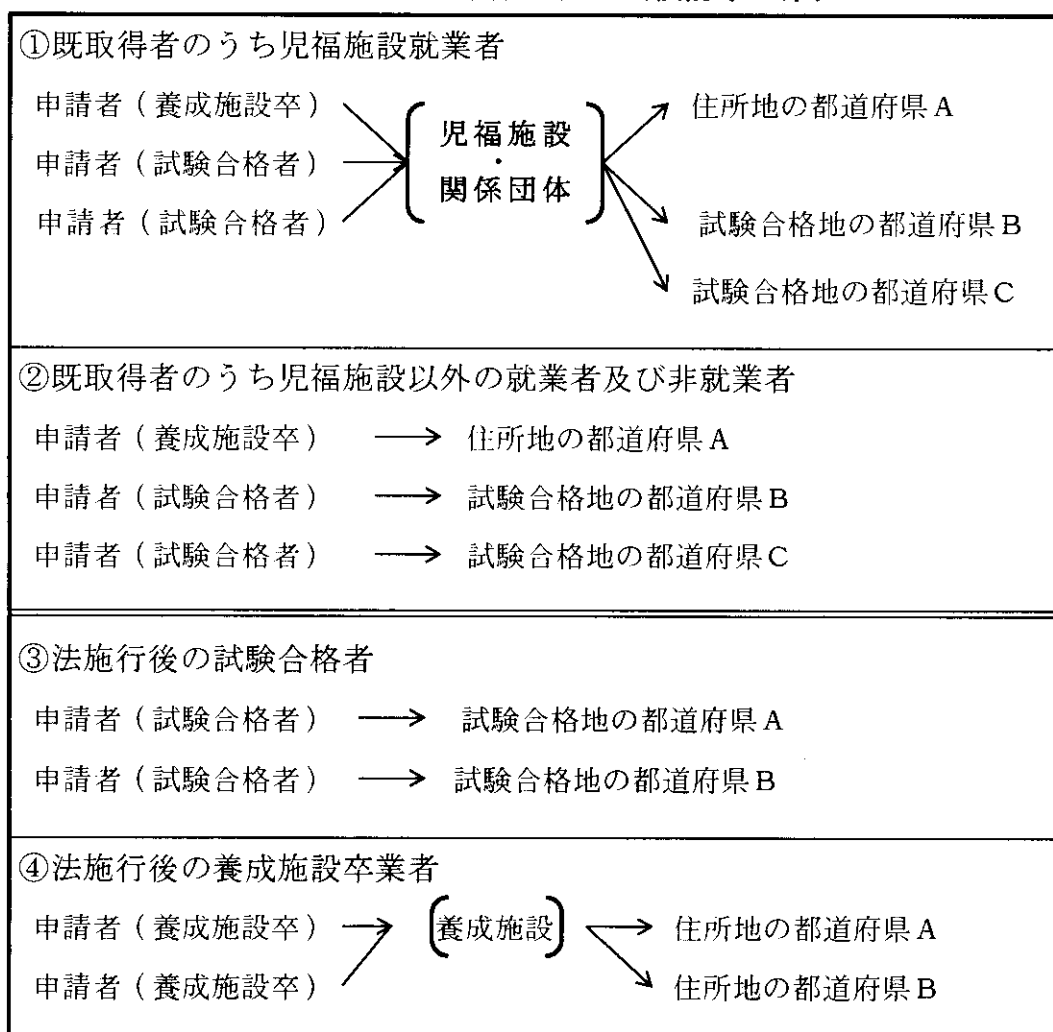 ①既取得者のうち児福施設就業者
申請者(養成施設卒)
申請者(試験合格者)
申請者(試験合格者)
児福施設
・
関係団体
住所地の都道府県A
試験合格地の都道府県B
試験合格地の都道府県C
②既取得者のうち児福施設以外の就業者及び非就業者
申請者(養成施設卒) → 住所地の都道府県A
申請者(試験合格者) → 試験合格地の都道府県B
申請者(試験合格者) → 試験合格地の都道府県C
③法施行後の試験合格者
申請者(試験合格者) → 試験合格地の都道府県A
申請者(試験合格者) → 試験合格地の都道府県B
④法施行後の養成施設卒業者
申請者(養成施設卒)
申請者(養成施設卒)
養成施設
住所地の都道府県A
住所地の都道府県B